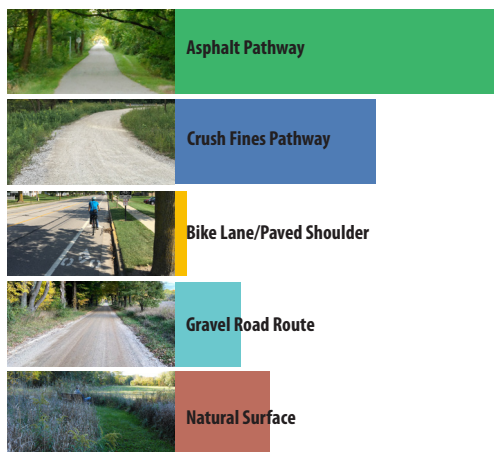 Asphalt Pathway
Crush Fines Pathway
Bike Lane/Paved Shoulder
Gravel Road Route
Natural Surface